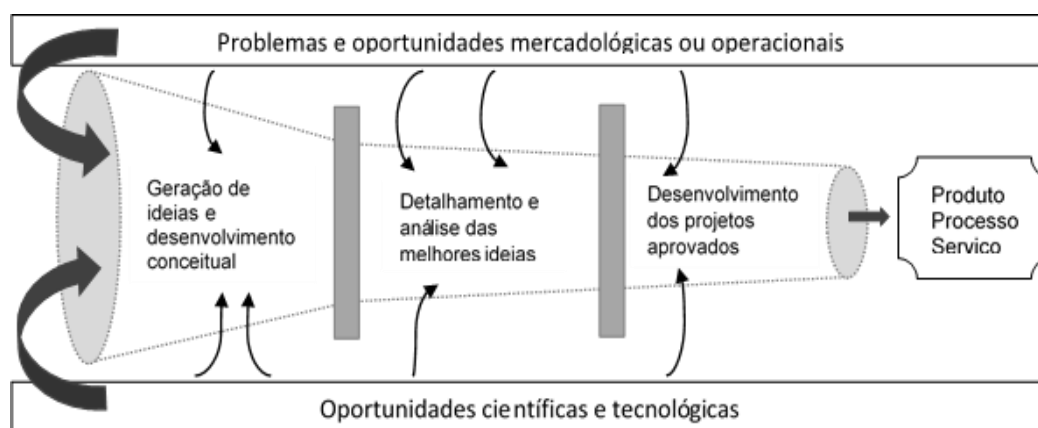 Problemas e oportunidades mercadológicas ou operacionais
Geração de
ideias e
desenvolvimento
conceitual
Detalhamento e
análise das
melhores ideias
Desenvolvimento
dos projetos
aprovados
Produto
Processo
Servico
Oportunidades científicas e tecnológicas